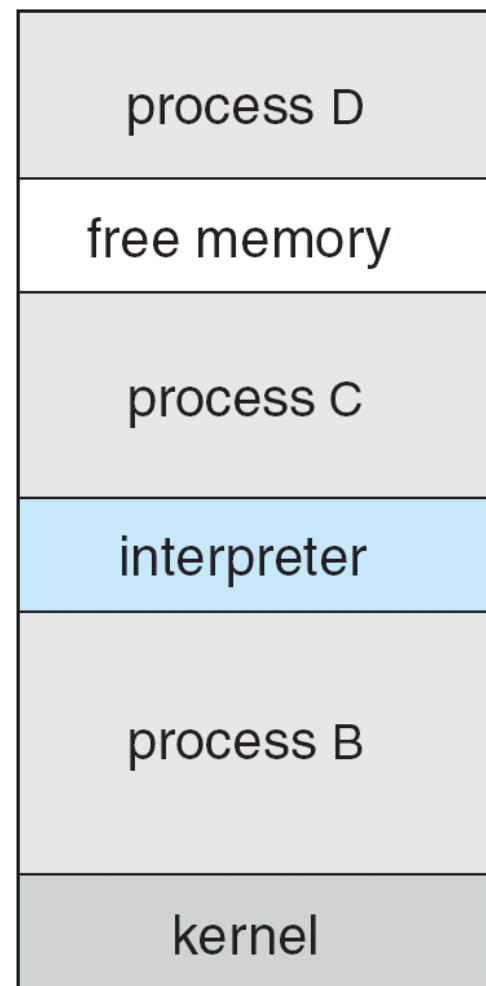 process D
free memory
process C
interpreter
process B
kernel